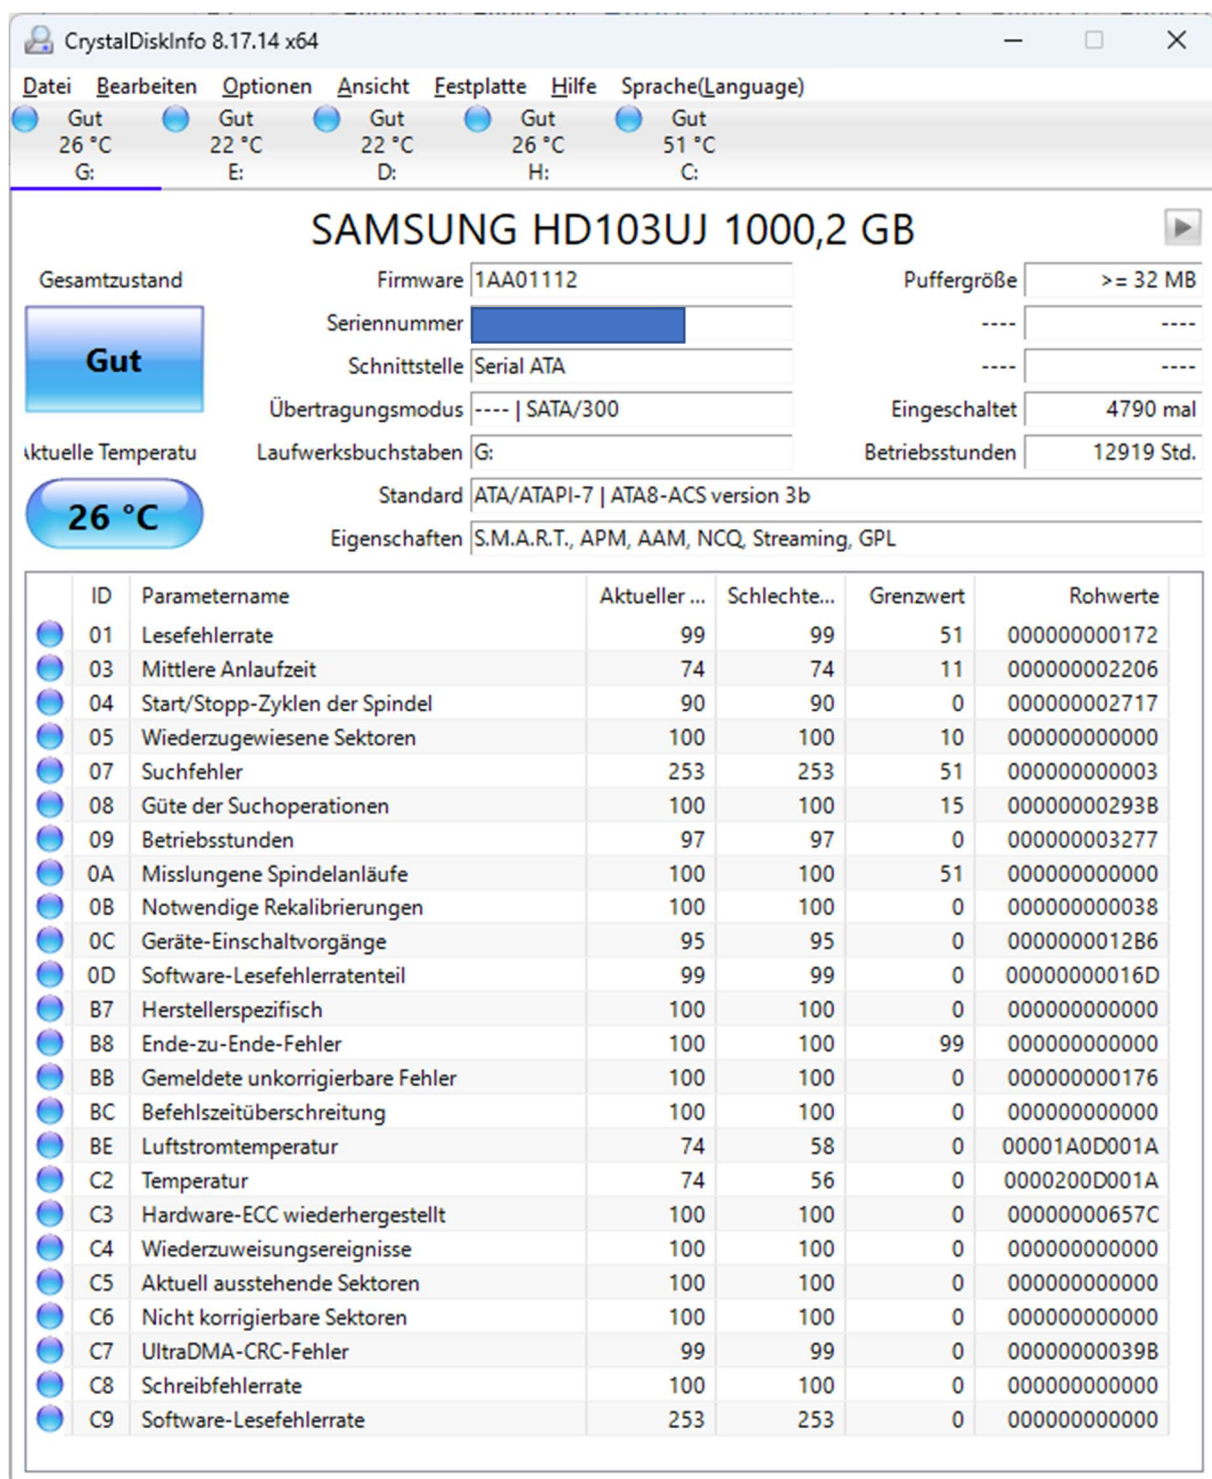 CrystalDiskInfo 8.17.14 x64
Datei Bearbeiten Optionen Ansicht Festplatte Hilfe Sprache(Language)
Gut Gut Gut Gut Gut
26 °C 22 °C 22 °C 26 °C 51 °C
G: E: D: H: C:
SAMSUNG HD103UJ 1000,2 GB
Gesamtzustand Firmware 1AA01112 Puffergröße >= 32 MB
Seriennummer ---- ----
Gut Schnittstelle Serial ATA ---- ----
Übertragungsmodus ---- | SATA/300 Eingeschaltet 4790 mal
ktuelle Temperatu Laufwerksbuchstaben G: Betriebsstunden 12919 Std.
26 °C Standard ATA/ATAPI-7 | ATA8-ACS version 3b
Eigenschaften S.M.A.R.T., APM, AAM, NCQ, Streaming, GPL
ID Parametername Aktueller ... Schlechte... Grenzwert Rohwerte
01 Lesefehlerrate 99 99 51 000000000172
03 Mittlere Anlaufzeit 74 74 11 000000002206
04 Start/Stopp-Zyklen der Spindel 90 90 0 000000002717
05 Wiederzugewiesene Sektoren 100 100 10 000000000000
07 Suchfehler 253 253 51 000000000003
08 Güte der Suchoperationen 100 100 15 00000000293B
09 Betriebsstunden 97 97 0 000000003277
0A Misslungene Spindelanläufe 100 100 51 000000000000
0B Notwendige Rekalibrierungen 100 100 0 000000000038
0C Geräte-Einschaltvorgänge 95 95 0 0000000012B6
0D Software-Lesefehlerratenteil 99 99 0 00000000016D
B7 Herstellerspezifisch 100 100 0 000000000000
B8 Ende-zu-Ende-Fehler 100 100 99 000000000000
BB Gemeldete unkorrigierbare Fehler 100 100 0 000000000176
BC Befehlszeitüberschreitung 100 100 0 000000000000
BE Luftstromtemperatur 74 58 0 00001A0D001A
C2 Temperatur 74 56 0 0000200D001A
C3 Hardware-ECC wiederhergestellt 100 100 0 00000000657C
C4 Wiederzuweisungsereignisse 100 100 0 000000000000
C5 Aktuell ausstehende Sektoren 100 100 0 000000000000
C6 Nicht korrigierbare Sektoren 100 100 0 000000000000
C7 UltraDMA-CRC-Fehler 99 99 0 00000000039B
C8 Schreibfehlerrate 100 100 0 000000000000
C9 Software-Lesefehlerrate 253 253 0 000000000000